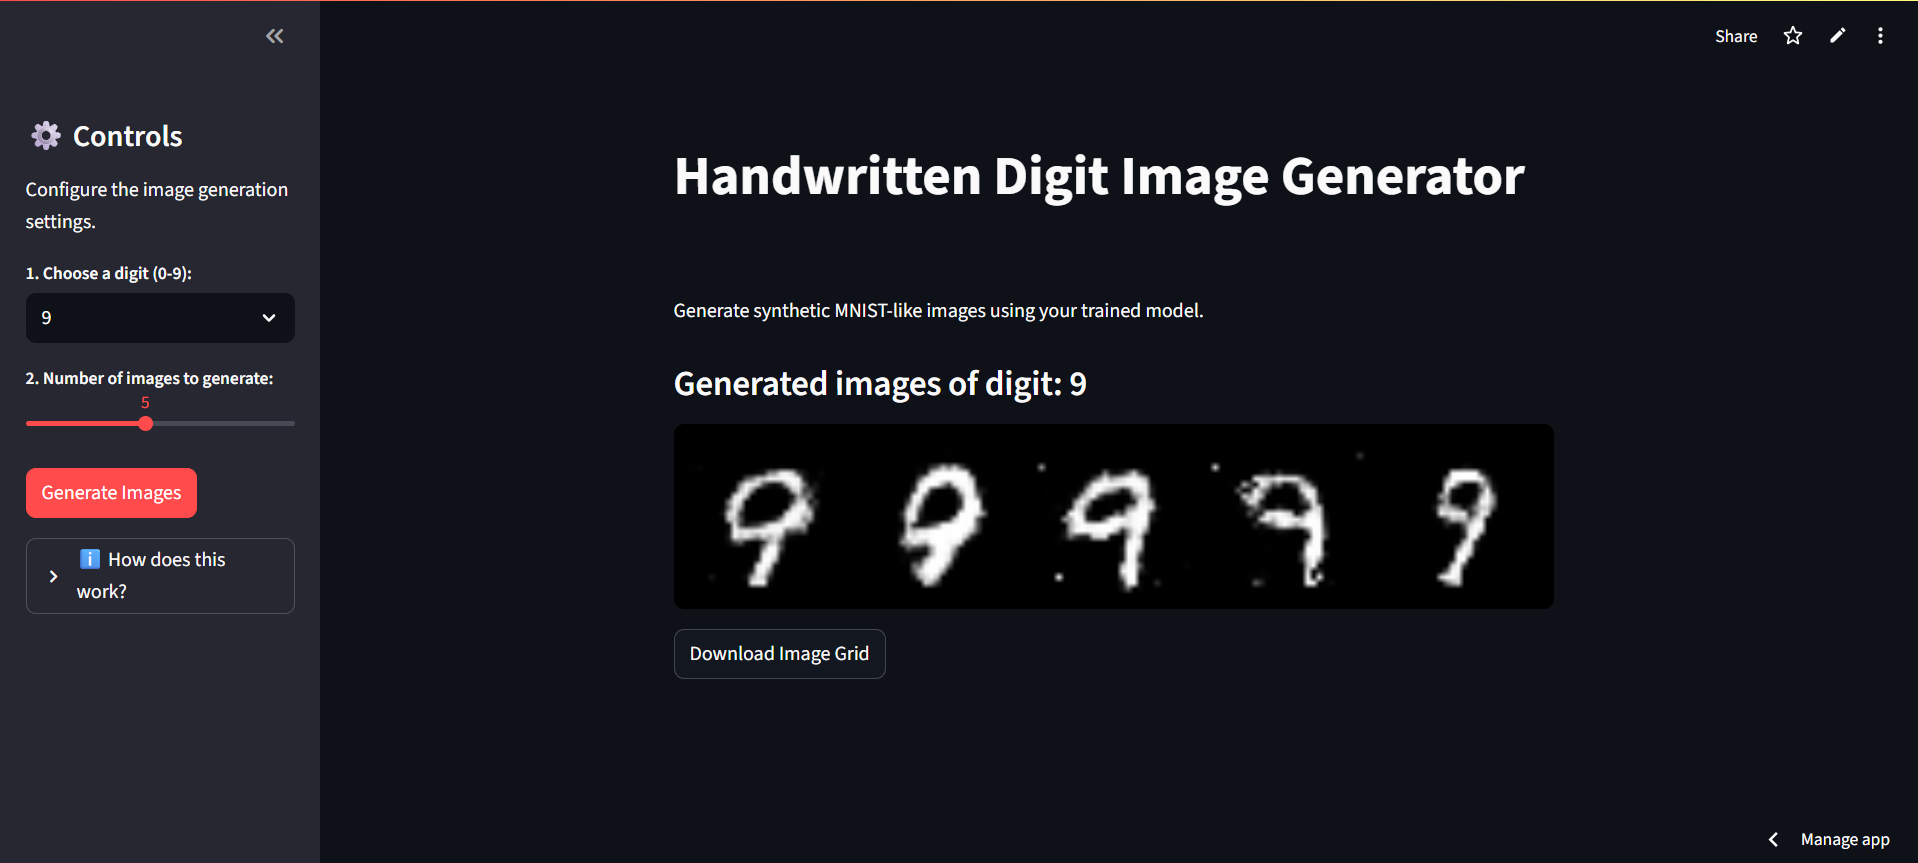 Share
⚙️ Controls
Configure the image generation
settings.
1. Choose a digit (0-9):
9
2. Number of images to generate:
5
Generate Images
ℹ️ How does this
work?
Handwritten Digit Image Generator
Generate synthetic MNIST-like images using your trained model.
Generated images of digit: 9
9 9 9 9 9
Download Image Grid
Manage app